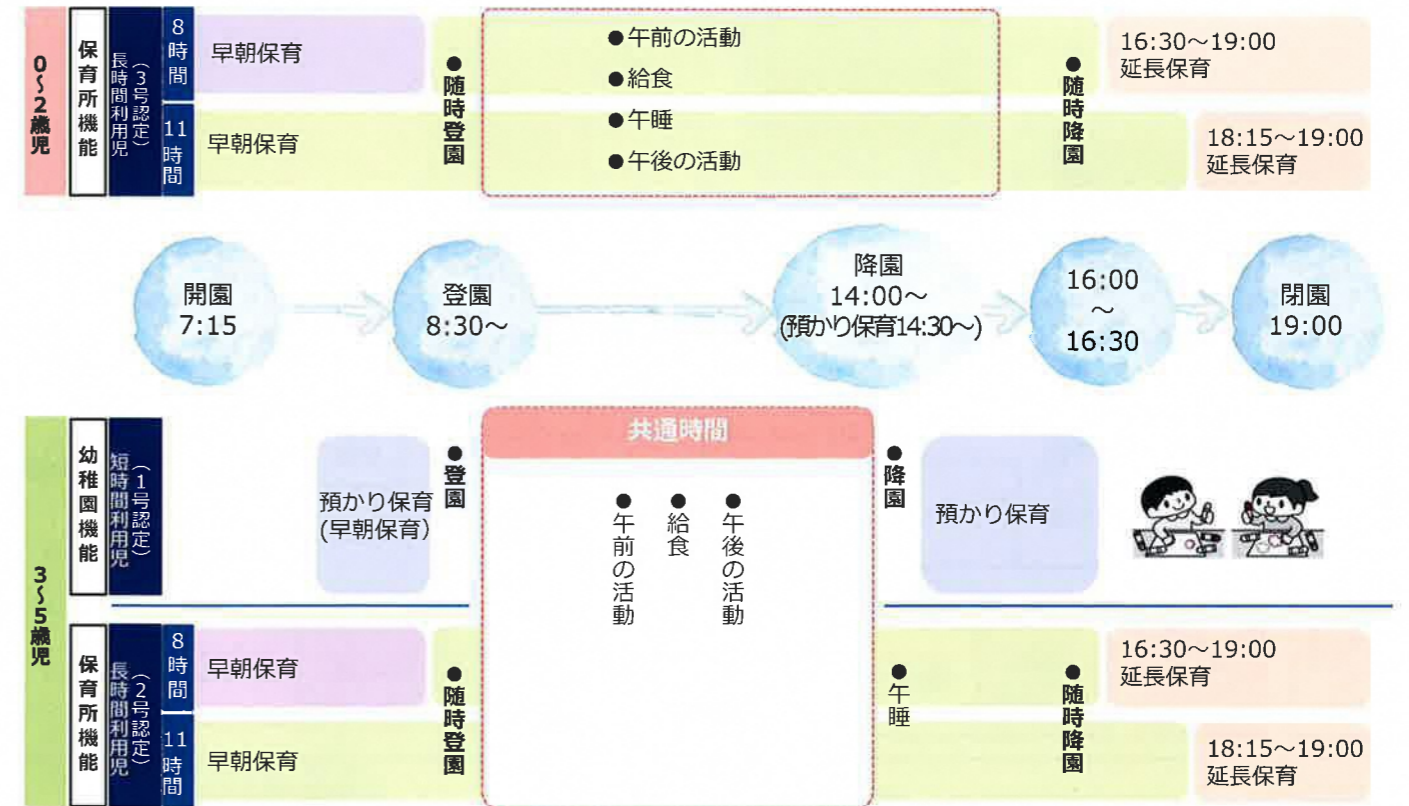 0〜2歳児
保育所機能
長時間利用児
（3号認定）
8時間
早朝保育
●随時登園
●午前の活動
●給食
●午睡
●午後の活動
●随時降園
16:30〜19:00
延長保育
11時間
早朝保育
18:15〜19:00
延長保育
開園
7:15
登園
8:30〜
降園
14:00〜
(預かり保育14:30〜)
16:00
〜
16:30
閉園
19:00
3〜5歳児
幼稚園機能
短時間利用児
（1号認定）
預かり保育
(早朝保育)
●登園
共通時間
●午前の活動
●給食
●午後の活動
●降園
預かり保育
保育所機能
長時間利用児
（2号認定）
8時間
早朝保育
●随時登園
●午睡
●随時降園
16:30〜19:00
延長保育
11時間
早朝保育
18:15〜19:00
延長保育